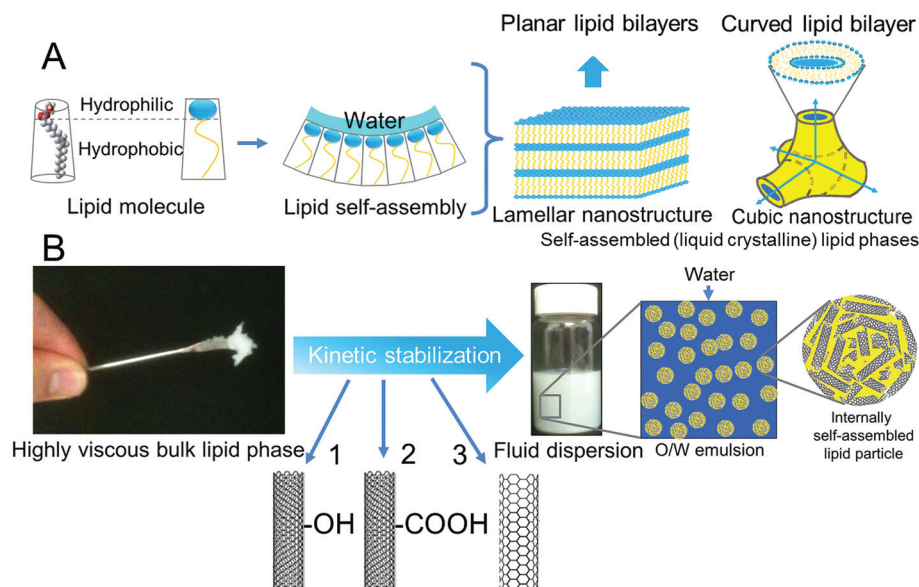 A
Planar lipid bilayers
Curved lipid bilayer
Hydrophilic
Hydrophobic
Water
Lipid molecule
Lipid self-assembly
Lamellar nanostructure
Cubic nanostructure
Self-assembled (liquid crystalline) lipid phases
B
Water
Kinetic stabilization
Highly viscous bulk lipid phase
Fluid dispersion
O/W emulsion
Internally
self-assembled
lipid particle
1
2
3
-OH
-COOH